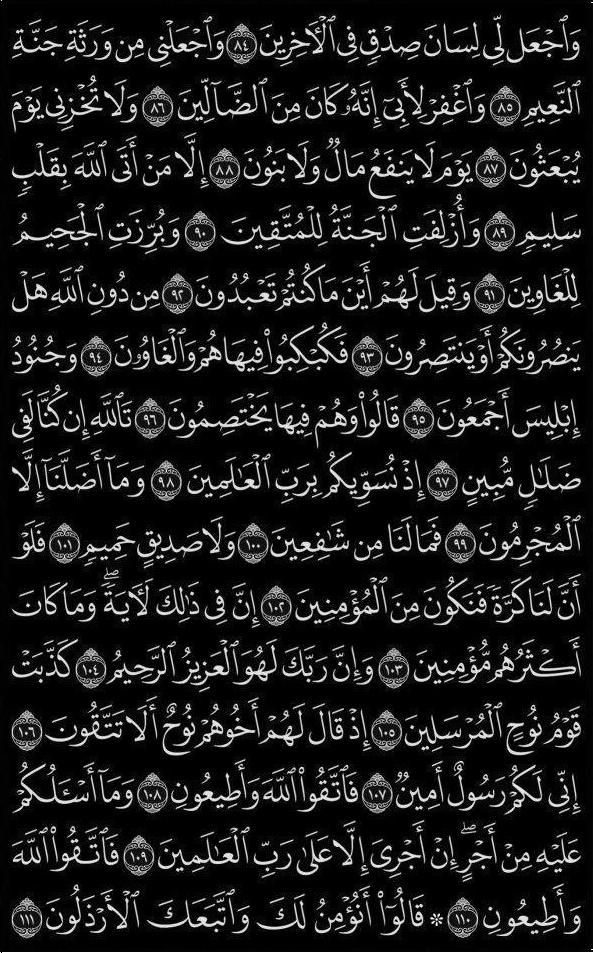 وَٱجۡعَل لِّي لِسَانَ صِدۡقٖ فِي ٱلۡأٓخِرِينَ ٨٤ وَٱجۡعَلۡنِي مِن وَرَثَةِ جَنَّةِ
ٱلنَّعِيمِ ٨٥ وَٱغۡفِرۡ لِأَبِيٓ إِنَّهُۥ كَانَ مِنَ ٱلضَّآلِّينَ ٨٦ وَلَا تُخۡزِنِي يَوۡمَ
يُبۡعَثُونَ ٨٧ يَوۡمَ لَا يَنفَعُ مَالٞ وَلَا بَنُونَ ٨٨ إِلَّا مَنۡ أَتَى ٱللَّهَ بِقَلۡبٖ
سَلِيمٖ ٨٩ وَأُزۡلِفَتِ ٱلۡجَنَّةُ لِلۡمُتَّقِينَ ٩٠ وَبُرِّزَتِ ٱلۡجَحِيمُ
لِلۡغَاوِينَ ٩١ وَقِيلَ لَهُمۡ أَيۡنَ مَا كُنتُمۡ تَعۡبُدُونَ ٩٢ مِن دُونِ ٱللَّهِ هَلۡ
يَنصُرُونَكُمۡ أَوۡ يَنتَصِرُونَ ٩٣ فَكُبۡكِبُواْ فِيهَا هُمۡ وَٱلۡغَاوُۥنَ ٩٤ وَجُنُودُ
إِبۡلِيسَ أَجۡمَعُونَ ٩٥ قَالُواْ وَهُمۡ فِيهَا يَخۡتَصِمُونَ ٩٦ تَٱللَّهِ إِن كُنَّا لَفِي
ضَلَٰلٖ مُّبِينٍ ٩٧ إِذۡ نُسَوِّيكُم بِرَبِّ ٱلۡعَٰلَمِينَ ٩٨ وَمَآ أَضَلَّنَآ إِلَّا
ٱلۡمُجۡرِمُونَ ٩٩ فَمَا لَنَا مِن شَٰفِعِينَ ١٠٠ وَلَا صَدِيقٍ حَمِيمٖ ١٠١ فَلَوۡ
أَنَّ لَنَا كَرَّةٗ فَنَكُونَ مِنَ ٱلۡمُؤۡمِنِينَ ١٠٢ إِنَّ فِي ذَٰلِكَ لَأٓيَةٗۖ وَمَا كَانَ
أَكۡثَرُهُم مُّؤۡمِنِينَ ١٠٣ وَإِنَّ رَبَّكَ لَهُوَ ٱلۡعَزِيزُ ٱلرَّحِيمُ ١٠٤ كَذَّبَتۡ
قَوۡمُ نُوحٍ ٱلۡمُرۡسَلِينَ ١٠٥ إِذۡ قَالَ لَهُمۡ أَخُوهُمۡ نُوحٌ أَلَا تَتَّقُونَ ١٠٦
إِنِّي لَكُمۡ رَسُولٌ أَمِينٞ ١٠٧ فَٱتَّقُواْ ٱللَّهَ وَأَطِيعُونِ ١٠٨ وَمَآ أَسۡـَٔلُكُمۡ
عَلَيۡهِ مِنۡ أَجۡرٍۖ إِنۡ أَجۡرِيَ إِلَّا عَلَىٰ رَبِّ ٱلۡعَٰلَمِينَ ١٠٩ فَٱتَّقُواْ ٱللَّهَ
وَأَطِيعُونِ ١١٠ ۞ قَالُوٓاْ أَنُؤۡمِنُ لَكَ وَٱتَّبَعَكَ ٱلۡأَرۡذَلُونَ ١١١